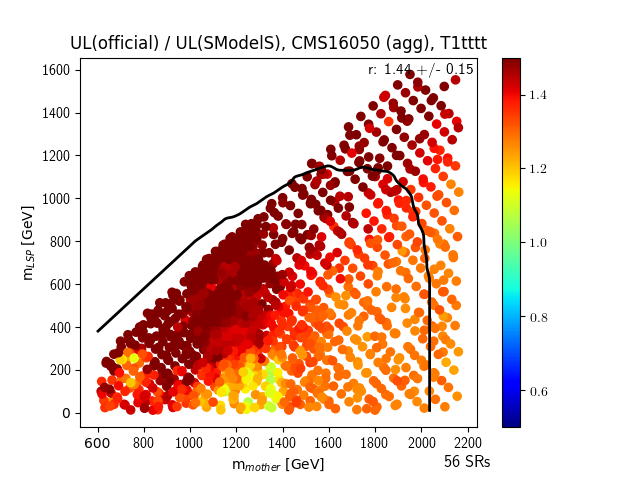 UL(official) / UL(SModelS), CMS16050 (agg), T1tttt
r: 1.44 +/- 0.15
1600
1400
1200
1000
800
600
400
200
0
m_LSP [GeV]
600 800 1000 1200 1400 1600 1800 2000 2200
m_mother [GeV]
56 SRs
1.4
1.2
1.0
0.8
0.6